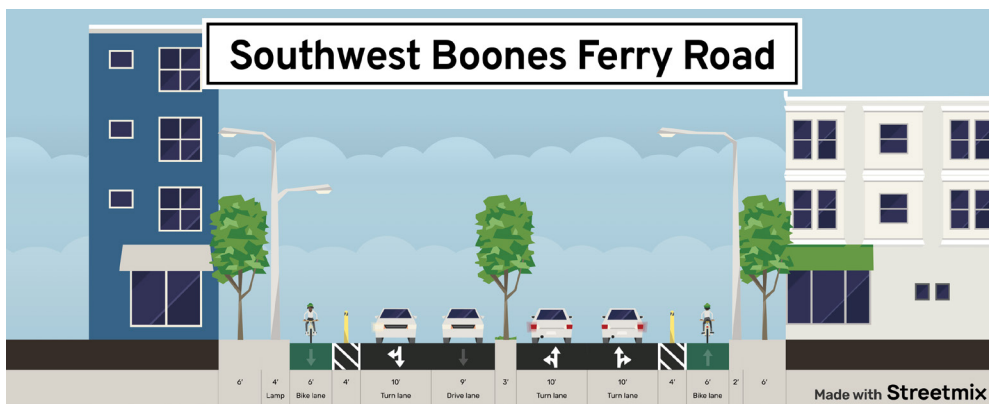 Southwest Boones Ferry Road
6' 4' 6' 4' 10' 9' 3' 10' 10' 4' 6' 2' 6'
Lamp Bike lane Turn lane Drive lane Turn lane Turn lane Bike lane
Made with Streetmix